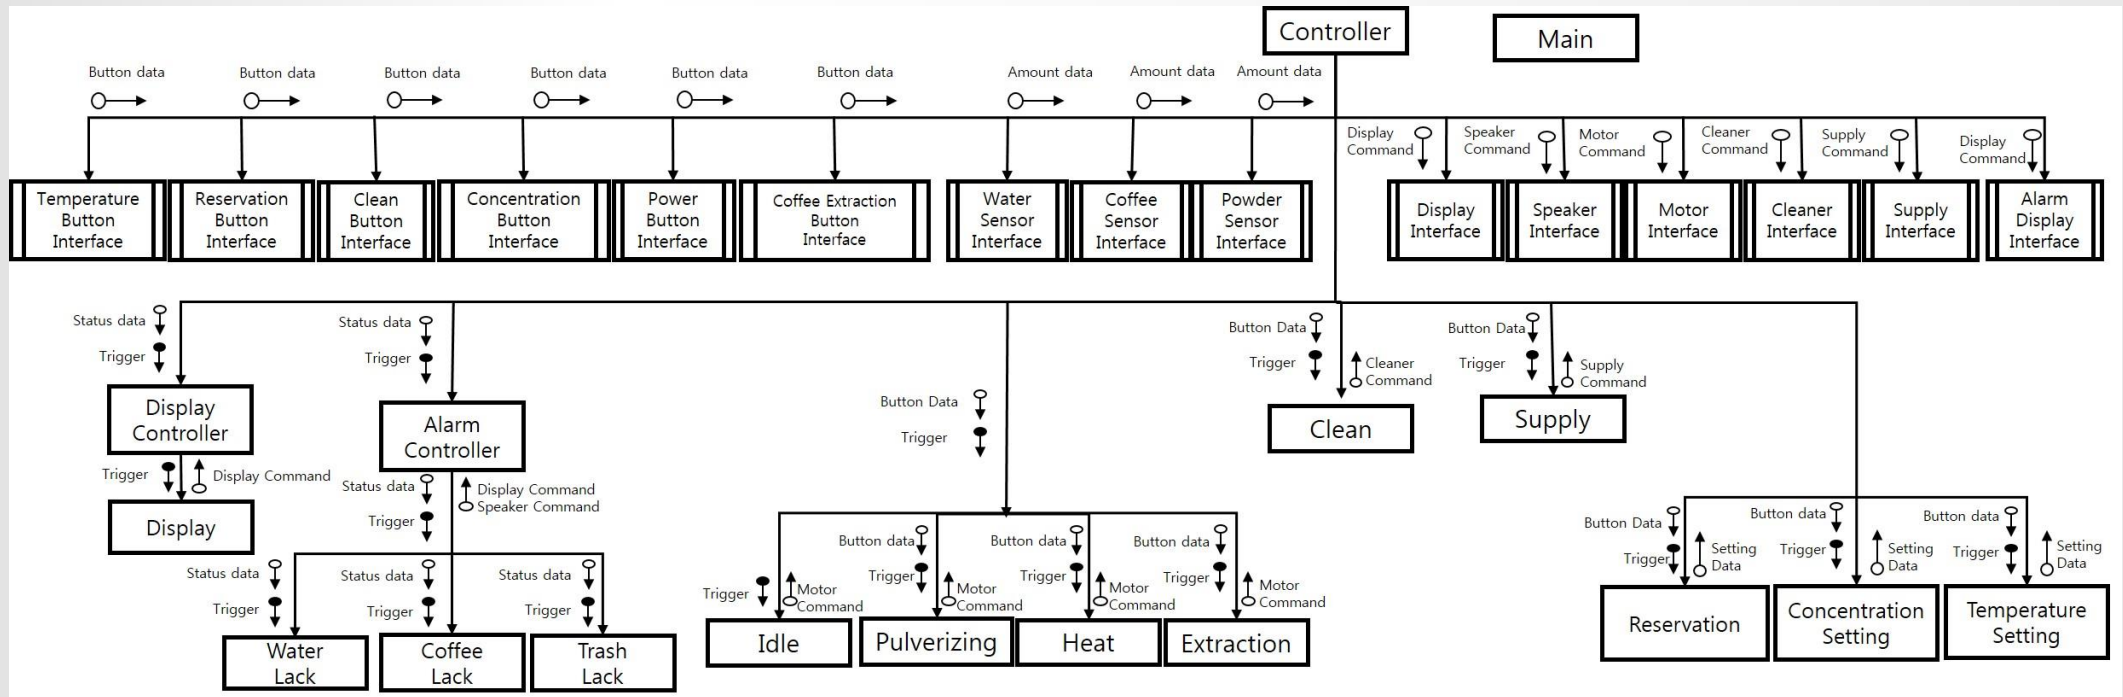 Controller
Main
Button data
Button data
Button data
Button data
Button data
Button data
Amount data
Amount data
Amount data
Display
Command
Speaker
Command
Motor
Command
Cleaner
Command
Supply
Command
Display
Command
Temperature
Button
Interface
Reservation
Button
Interface
Clean
Button
Interface
Concentration
Button
Interface
Power
Button
Interface
Coffee Extraction
Button
Interface
Water
Sensor
Interface
Coffee
Sensor
Interface
Powder
Sensor
Interface
Display
Interface
Speaker
Interface
Motor
Interface
Cleaner
Interface
Supply
Interface
Alarm
Display
Interface
Status data
Trigger
Status data
Trigger
Button Data
Trigger
Button Data
Trigger
Cleaner
Command
Button Data
Trigger
Supply
Command
Display
Controller
Alarm
Controller
Clean
Supply
Trigger
Display Command
Display
Status data
Trigger
Display Command
Speaker Command
Status data
Trigger
Status data
Trigger
Status data
Trigger
Water
Lack
Coffee
Lack
Trash
Lack
Trigger
Motor
Command
Button data
Trigger
Motor
Command
Button data
Trigger
Motor
Command
Button data
Trigger
Motor
Command
Idle
Pulverizing
Heat
Extraction
Button Data
Trigger
Setting
Data
Button data
Trigger
Setting
Data
Button data
Trigger
Setting
Data
Reservation
Concentration
Setting
Temperature
Setting